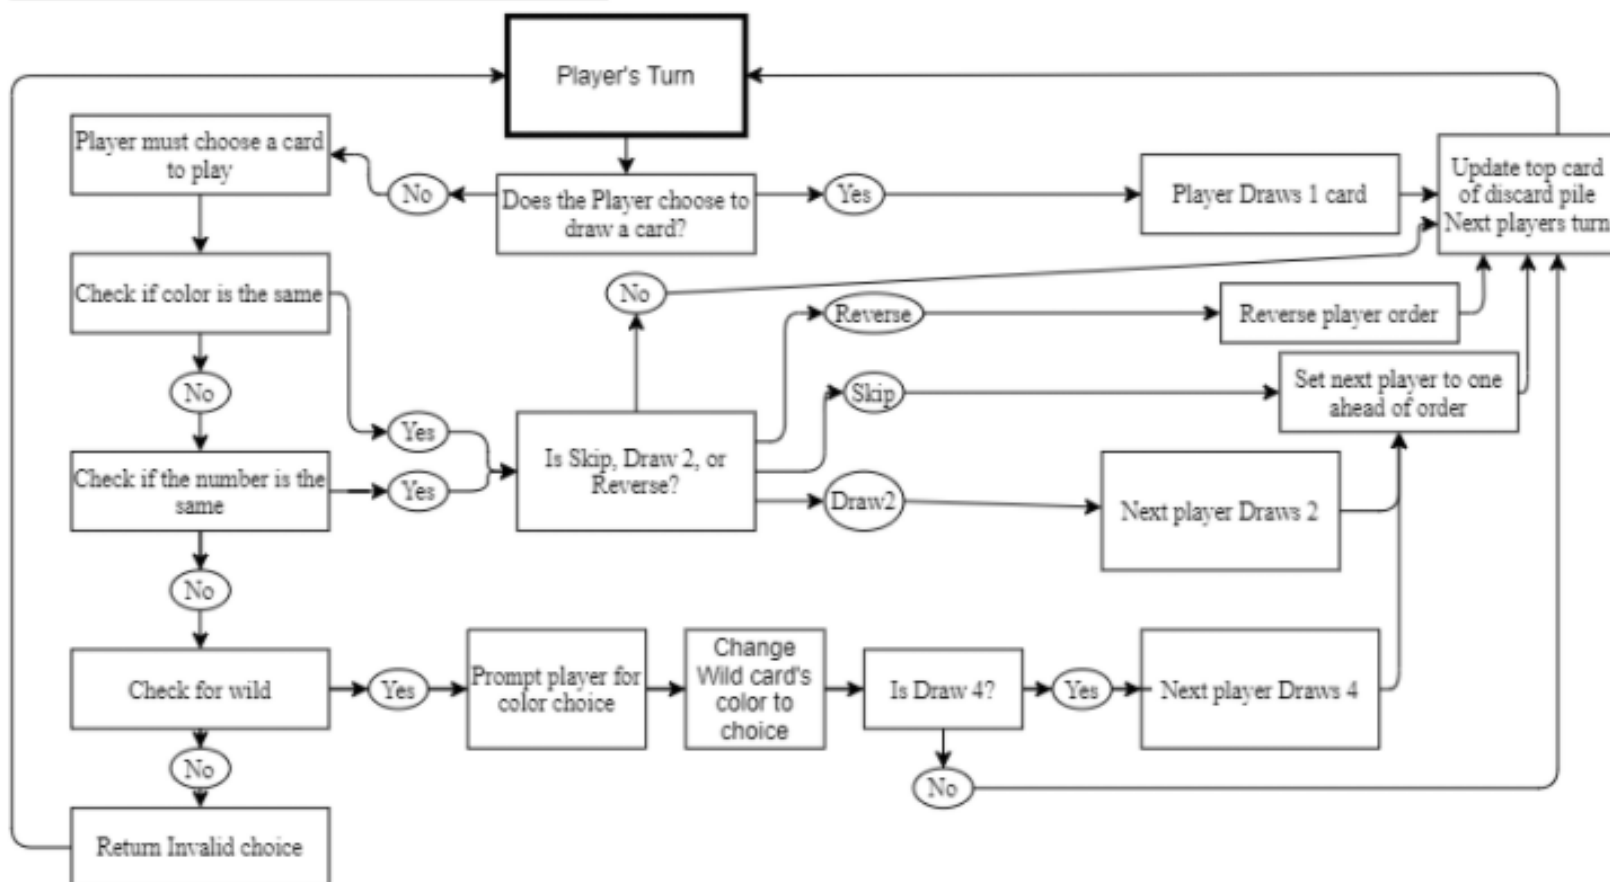 Player's Turn
Player must choose a card
to play
No
Does the Player choose to
draw a card?
Yes
Player Draws 1 card
Update top card
of discard pile
Next players turn
Check if color is the same
No
Reverse
Reverse player order
No
Yes
Skip
Set next player to one
ahead of order
Check if the number is the
same
Yes
Is Skip, Draw 2, or
Reverse?
Draw2
Next player Draws 2
No
Check for wild
Yes
Prompt player for
color choice
Change
Wild card's
color to
choice
Is Draw 4?
Yes
Next player Draws 4
No
No
Return Invalid choice